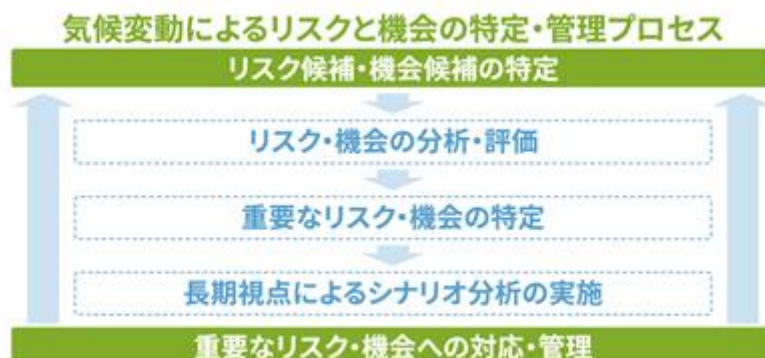 気候変動によるリスクと機会の特定・管理プロセス
リスク候補・機会候補の特定
リスク・機会の分析・評価
重要なリスク・機会の特定
長期視点によるシナリオ分析の実施
重要なリスク・機会への対応・管理